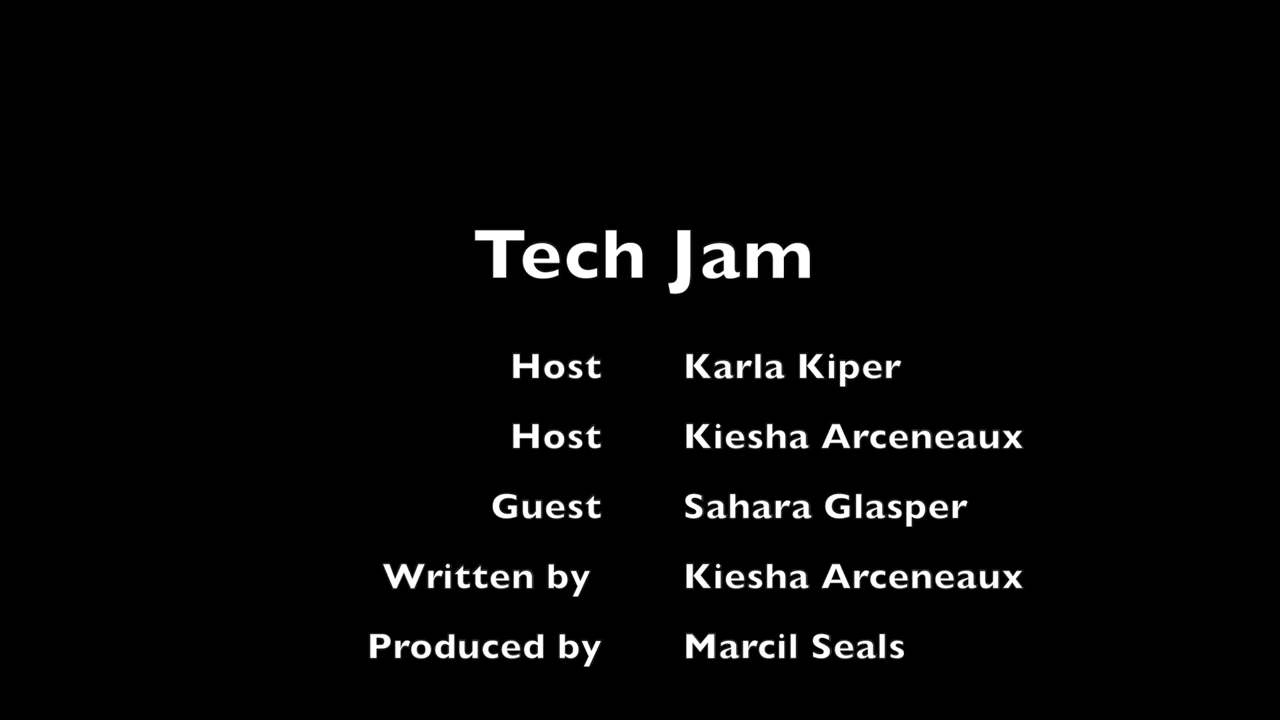 Tech Jam
Host Karla Kiper
Host Kiesha Arceneaux
Guest Sahara Glasper
Written by Kiesha Arceneaux
Produced by Marcil Seals